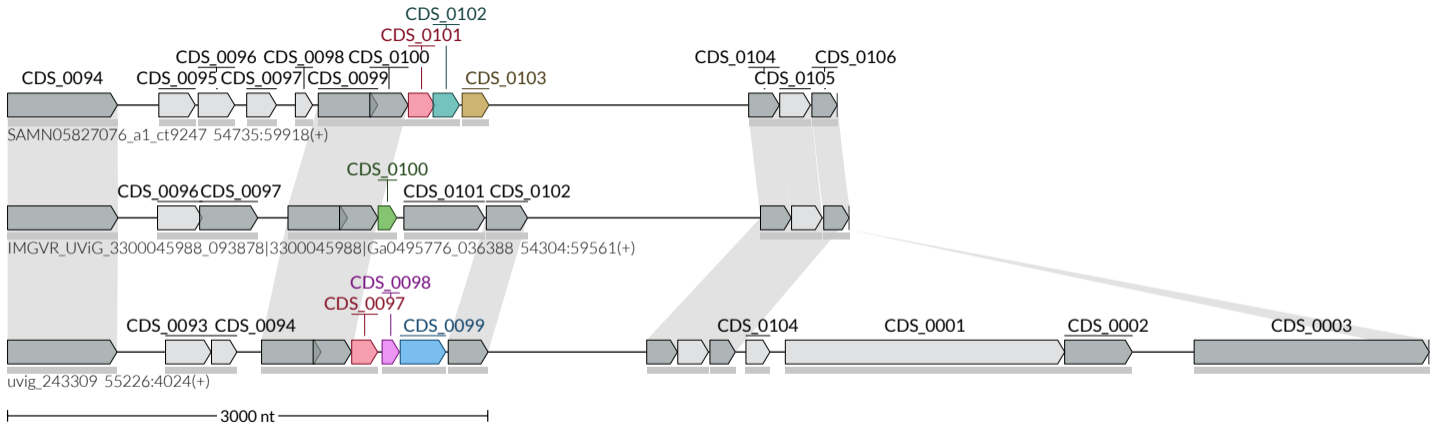 CDS_0102
CDS_0101
CDS_0096 CDS_0098 CDS_0100 CDS_0104 CDS_0106
CDS_0094 CDS_0095 CDS_0097 CDS_0099 CDS_0103 CDS_0105
SAMN05827076_a1_ct9247 54735:59918(+)
CDS_0100
CDS_0096 CDS_0097 CDS_0101 CDS_0102
IMGVR_UViG_3300045988_093878|3300045988|Ga0495776_036388 54304:59561(+)
CDS_0098
CDS_0097
CDS_0093 CDS_0094 CDS_0099 CDS_0104 CDS_0001 CDS_0002 CDS_0003
uvig_243309 55226:4024(+)
3000 nt